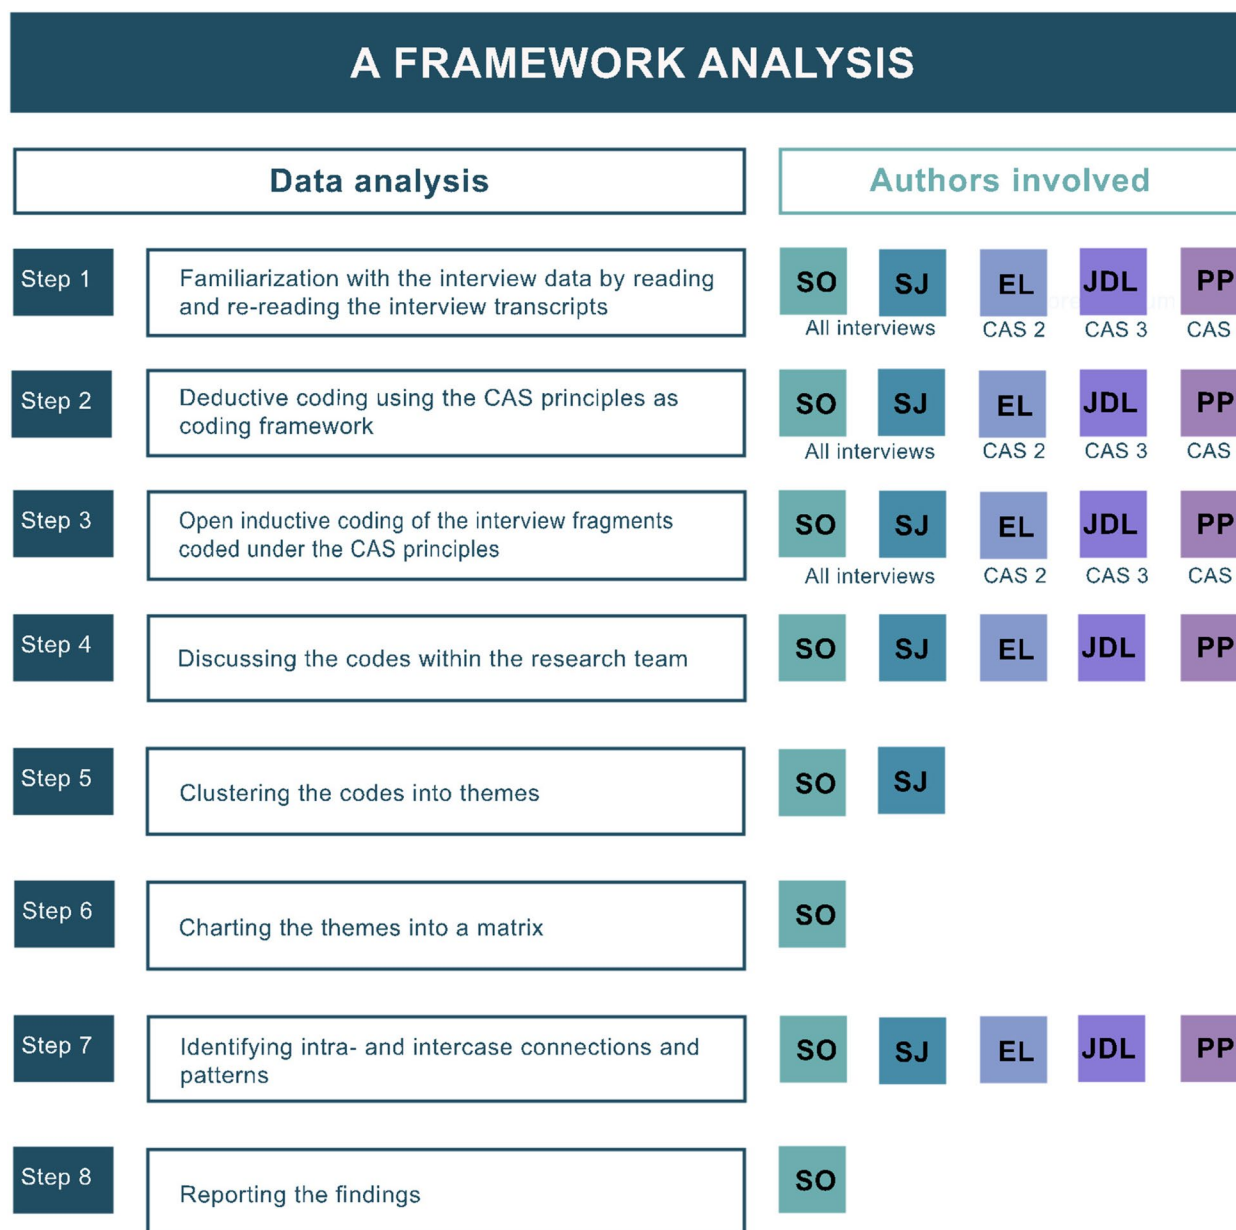 A FRAMEWORK ANALYSIS
Data analysis
Authors involved
Step 1
Familiarization with the interview data by reading
and re-reading the interview transcripts
SO SJ EL JDL PP
All interviews CAS 2 CAS 3 CAS
Step 2
Deductive coding using the CAS principles as
coding framework
SO SJ EL JDL PP
All interviews CAS 2 CAS 3 CAS
Step 3
Open inductive coding of the interview fragments
coded under the CAS principles
SO SJ EL JDL PP
All interviews CAS 2 CAS 3 CAS
Step 4
Discussing the codes within the research team
SO SJ EL JDL PP
Step 5
Clustering the codes into themes
SO SJ
Step 6
Charting the themes into a matrix
SO
Step 7
Identifying intra- and intercase connections and
patterns
SO SJ EL JDL PP
Step 8
Reporting the findings
SO